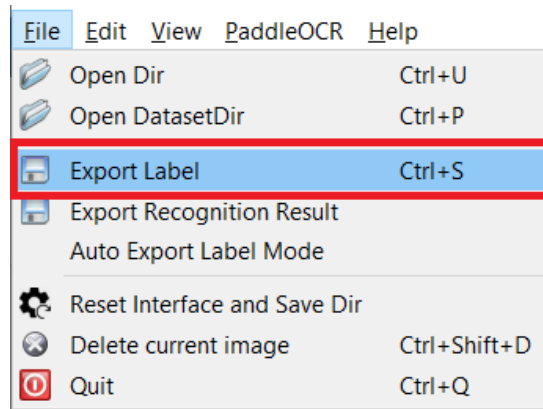 File Edit View PaddleOCR Help
Open Dir Ctrl+U
Open DatasetDir Ctrl+P
Export Label Ctrl+S
Export Recognition Result
Auto Export Label Mode
Reset Interface and Save Dir
Delete current image Ctrl+Shift+D
Quit Ctrl+Q